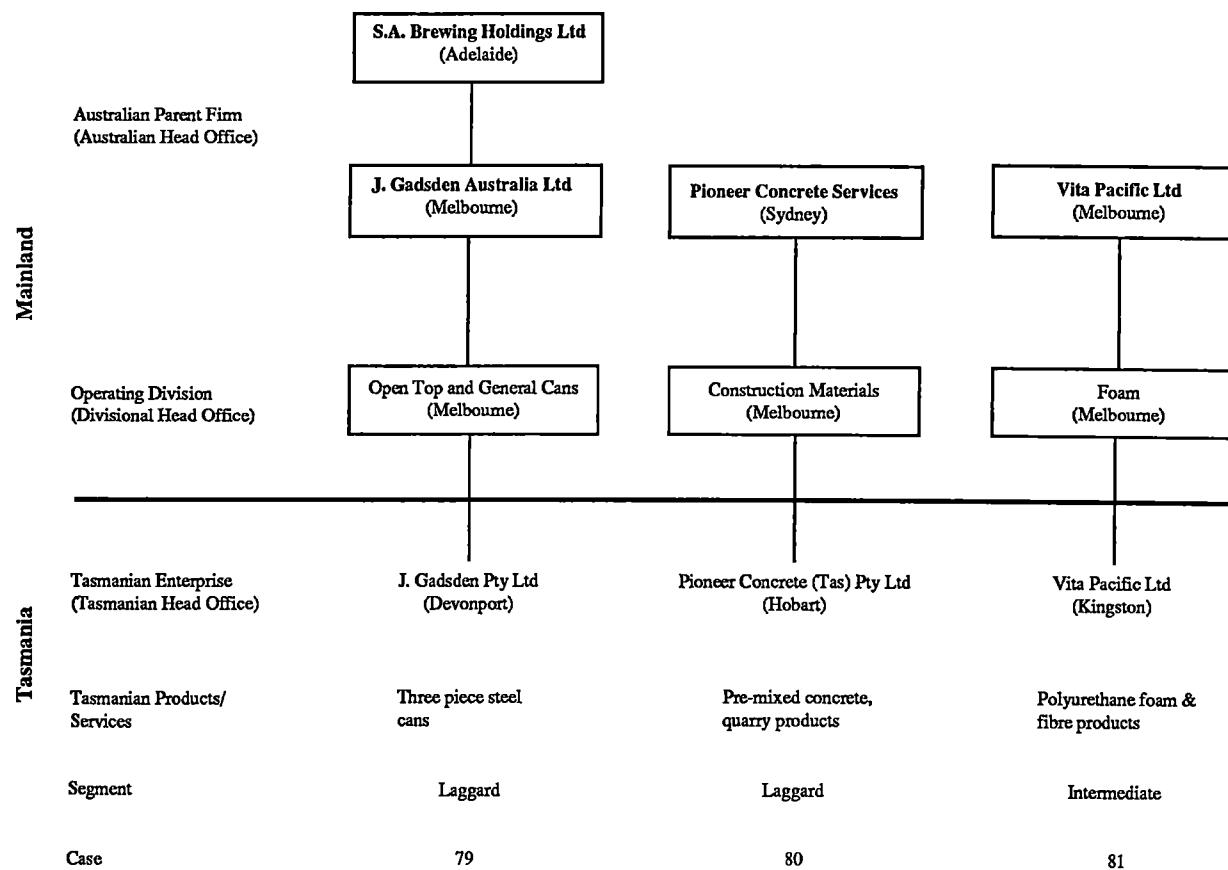 S.A. Brewing Holdings Ltd
(Adelaide)
Australian Parent Firm
(Australian Head Office)
J. Gadsden Australia Ltd
(Melbourne)
Pioneer Concrete Services
(Sydney)
Vita Pacific Ltd
(Melbourne)
Mainland
Operating Division
(Divisional Head Office)
Open Top and General Cans
(Melbourne)
Construction Materials
(Melbourne)
Foam
(Melbourne)
Tasmania
Tasmanian Enterprise
(Tasmanian Head Office)
J. Gadsden Pty Ltd
(Devonport)
Pioneer Concrete (Tas) Pty Ltd
(Hobart)
Vita Pacific Ltd
(Kingston)
Tasmanian Products/
Services
Three piece steel
cans
Pre-mixed concrete,
quarry products
Polyurethane foam &
fibre products
Segment
Laggard
Laggard
Intermediate
Case
79
80
81